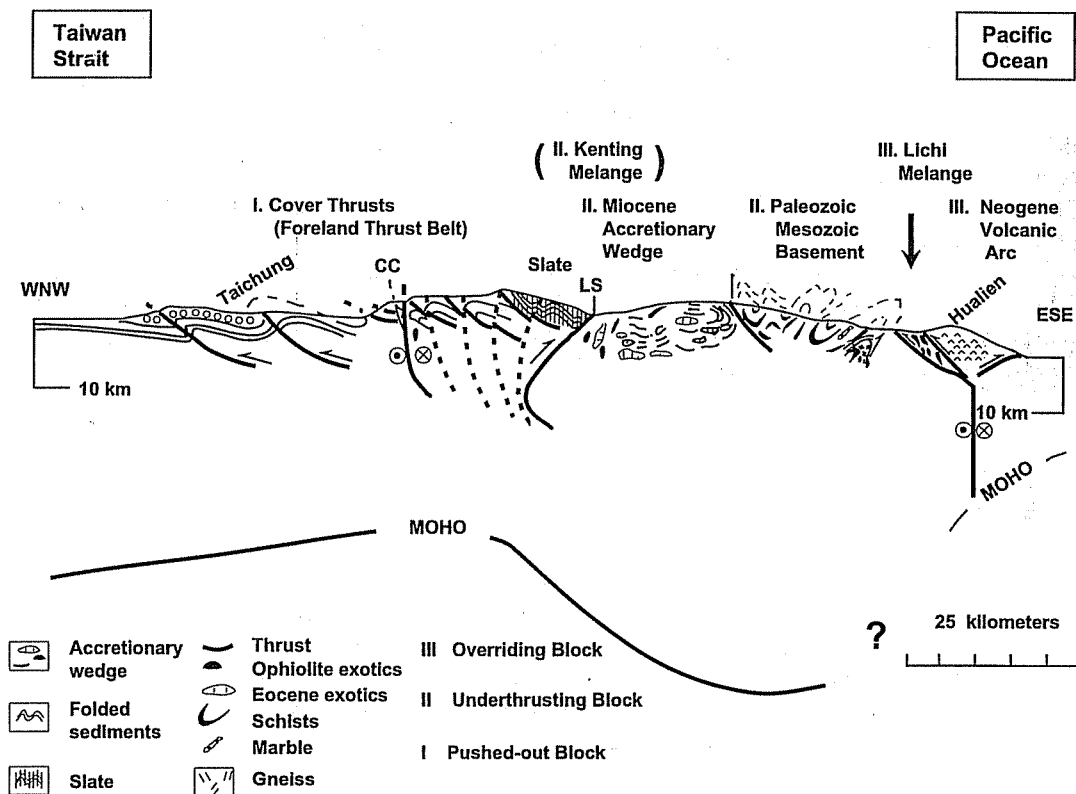 Taiwan
Strait
Pacific
Ocean
( II. Kenting
Melange )
III. Lichi
Melange
I. Cover Thrusts
(Foreland Thrust Belt)
II. Miocene
Accretionary
Wedge
II. Paleozoic
Mesozoic
Basement
III. Neogene
Volcanic
Arc
WNW
Taichung
CC
Slate
LS
Hualien
ESE
10 km
10 km
MOHO
MOHO
?
25 kilometers
Accretionary
wedge
Folded
sediments
Slate
Thrust
Ophiolite exotics
Eocene exotics
Schists
Marble
Gneiss
III Overriding Block
II Underthrusting Block
I Pushed-out Block